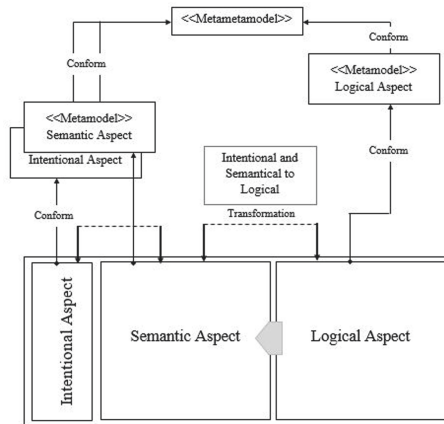 <<Metametamodel>>
Conform
Conform
<<Metamodel>>
Logical Aspect
<<Metamodel>>
Semantic Aspect
Intentional Aspect
Intentional and
Semantical to
Logical
Conform
Conform
Transformation
Intentional Aspect
Semantic Aspect
Logical Aspect